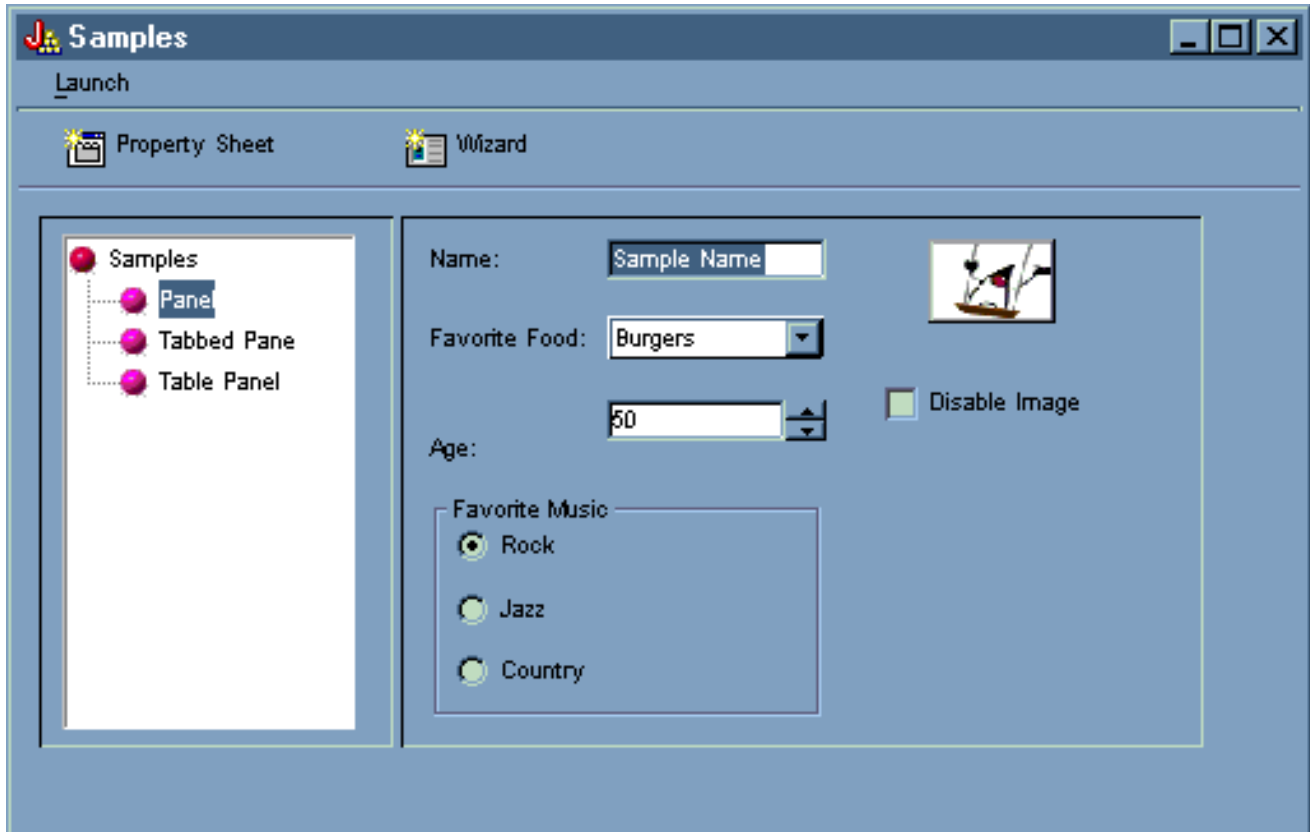 Samples
Launch
Property Sheet Wizard
Samples
Panel
Tabbed Pane
Table Panel
Name: Sample Name
Favorite Food: Burgers
50
Disable Image
Age:
Favorite Music
Rock
Jazz
Country